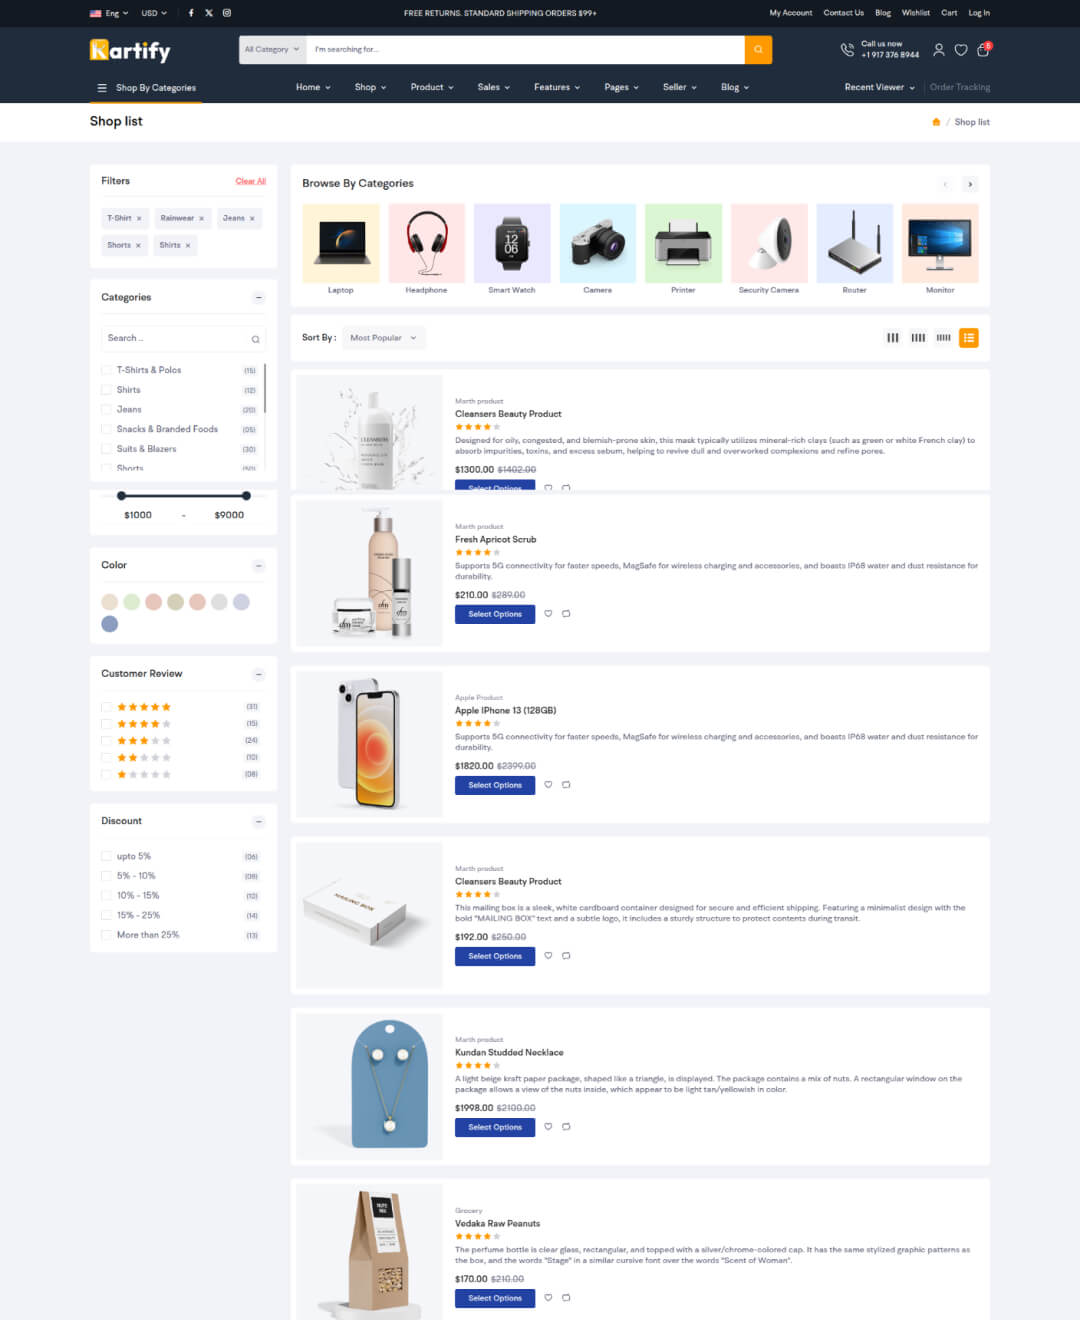 Eng
USD
FREE RETURNS. STANDARD SHIPPING ORDERS $99+
My Account
Contact Us
Blog
Wishlist
Cart
Log In
Kartify
All Category
I'm searching for...
Call us now
+1 917 376 8944
5
Shop By Categories
Home
Shop
Product
Sales
Features
Pages
Seller
Blog
Recent Viewer
Order Tracking
Shop list
/ Shop list
Filters
Clear All
T-Shirt ×
Rainwear ×
Jeans ×
Shorts ×
Shirts ×
Categories
Search ..
T-Shirts & Polos (15)
Shirts (12)
Jeans (20)
Snacks & Branded Foods (05)
Suits & Blazers (30)
Shorts (50)
$1000 - $9000
Color
Customer Review
(31)
(15)
(24)
(10)
(08)
Discount
upto 5% (06)
5% - 10% (08)
10% - 15% (12)
15% - 25% (14)
More than 25% (13)
Browse By Categories
12
06
Laptop
Headphone
Smart Watch
Camera
Printer
Security Camera
Router
Monitor
Sort By :
Most Popular
CLEANSERS
Marth product
Cleansers Beauty Product
Designed for oily, congested, and blemish-prone skin, this mask typically utilizes mineral-rich clays (such as green or white French clay) to
absorb impurities, toxins, and excess sebum, helping to revive dull and overworked complexions and refine pores.
$1300.00 $1402.00
Select Options
Marth product
Fresh Apricot Scrub
Supports 5G connectivity for faster speeds, MagSafe for wireless charging and accessories, and boasts IP68 water and dust resistance for
durability.
$210.00 $289.00
Select Options
Apple Product
Apple IPhone 13 (128GB)
Supports 5G connectivity for faster speeds, MagSafe for wireless charging and accessories, and boasts IP68 water and dust resistance for
durability.
$1820.00 $2399.00
Select Options
MAILING BOX
Marth product
Cleansers Beauty Product
This mailing box is a sleek, white cardboard container designed for secure and efficient shipping. Featuring a minimalist design with the
bold "MAILING BOX" text and a subtle logo, it includes a sturdy structure to protect contents during transit.
$192.00 $250.00
Select Options
Marth product
Kundan Studded Necklace
A light beige kraft paper package, shaped like a triangle, is displayed. The package contains a mix of nuts. A rectangular window on the
package allows a view of the nuts inside, which appear to be light tan/yellowish in color.
$1998.00 $2100.00
Select Options
NUTS
MIX
Grocery
Vedaka Raw Peanuts
The perfume bottle is clear glass, rectangular, and topped with a silver/chrome-colored cap. It has the same stylized graphic patterns as
the box, and the words "Stage" in a similar cursive font over the words "Scent of Woman".
$170.00 $210.00
Select Options